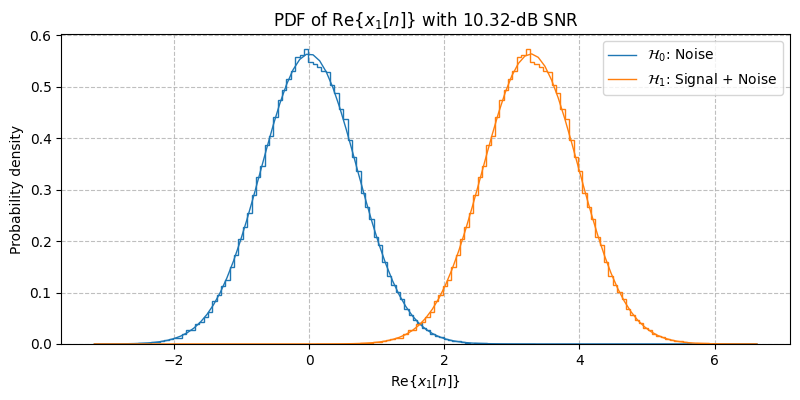 PDF of Re{x₁[n]} with 10.32-dB SNR
ℋ₀: Noise
ℋ₁: Signal + Noise
Probability density
0.6
0.5
0.4
0.3
0.2
0.1
0.0
−2 0 2 4 6
Re{x₁[n]}